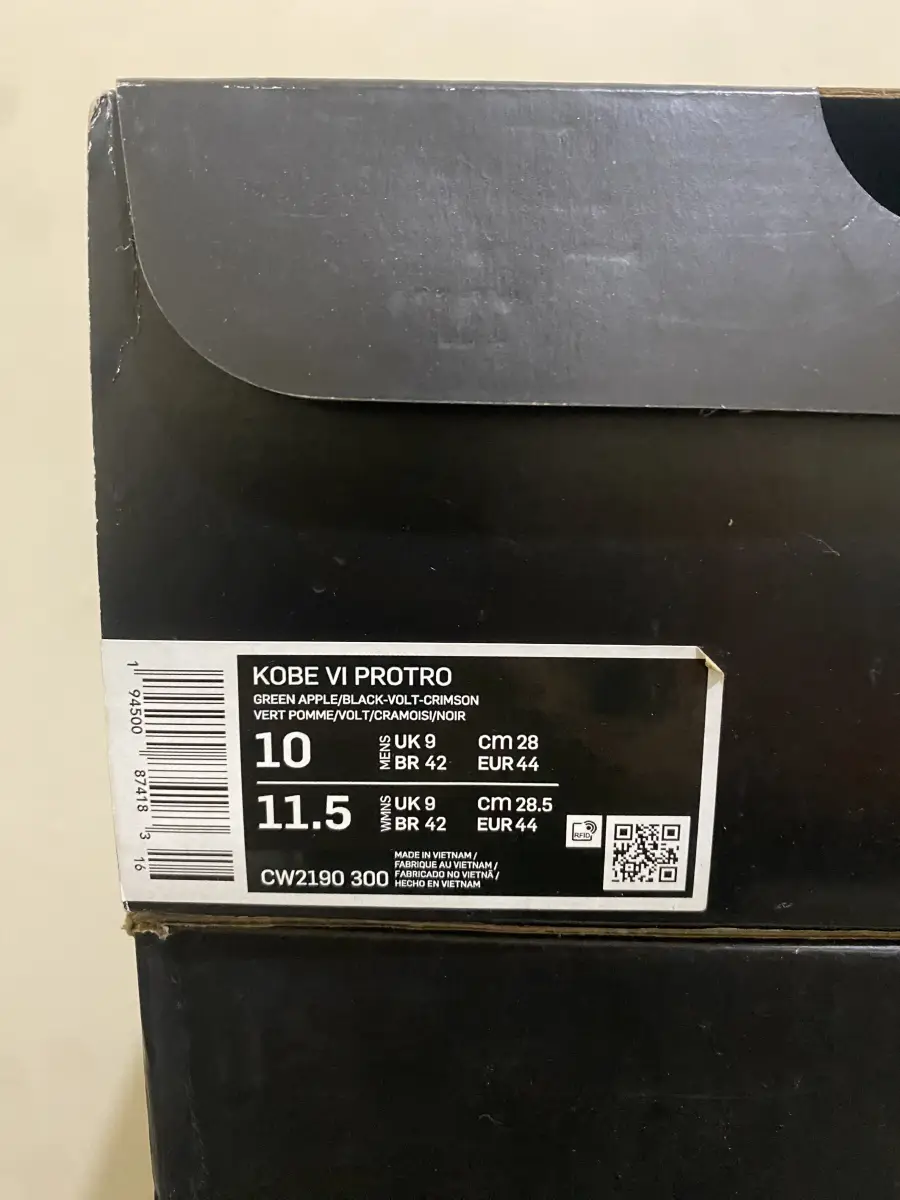 KOBE VI PROTRO
GREEN APPLE/BLACK-VOLT-CRIMSON
VERT POMME/VOLT/CRAMOISI/NOIR
10 MENS UK 9 cm 28
BR 42 EUR 44
11.5 WMNS UK 9 cm 28.5
BR 42 EUR 44
RFID
MADE IN VIETNAM /
FABRIQUE AU VIETNAM /
FABRICADO NO VIETNÃ /
HECHO EN VIETNAM
CW2190 300
1 94500 87418 3 16